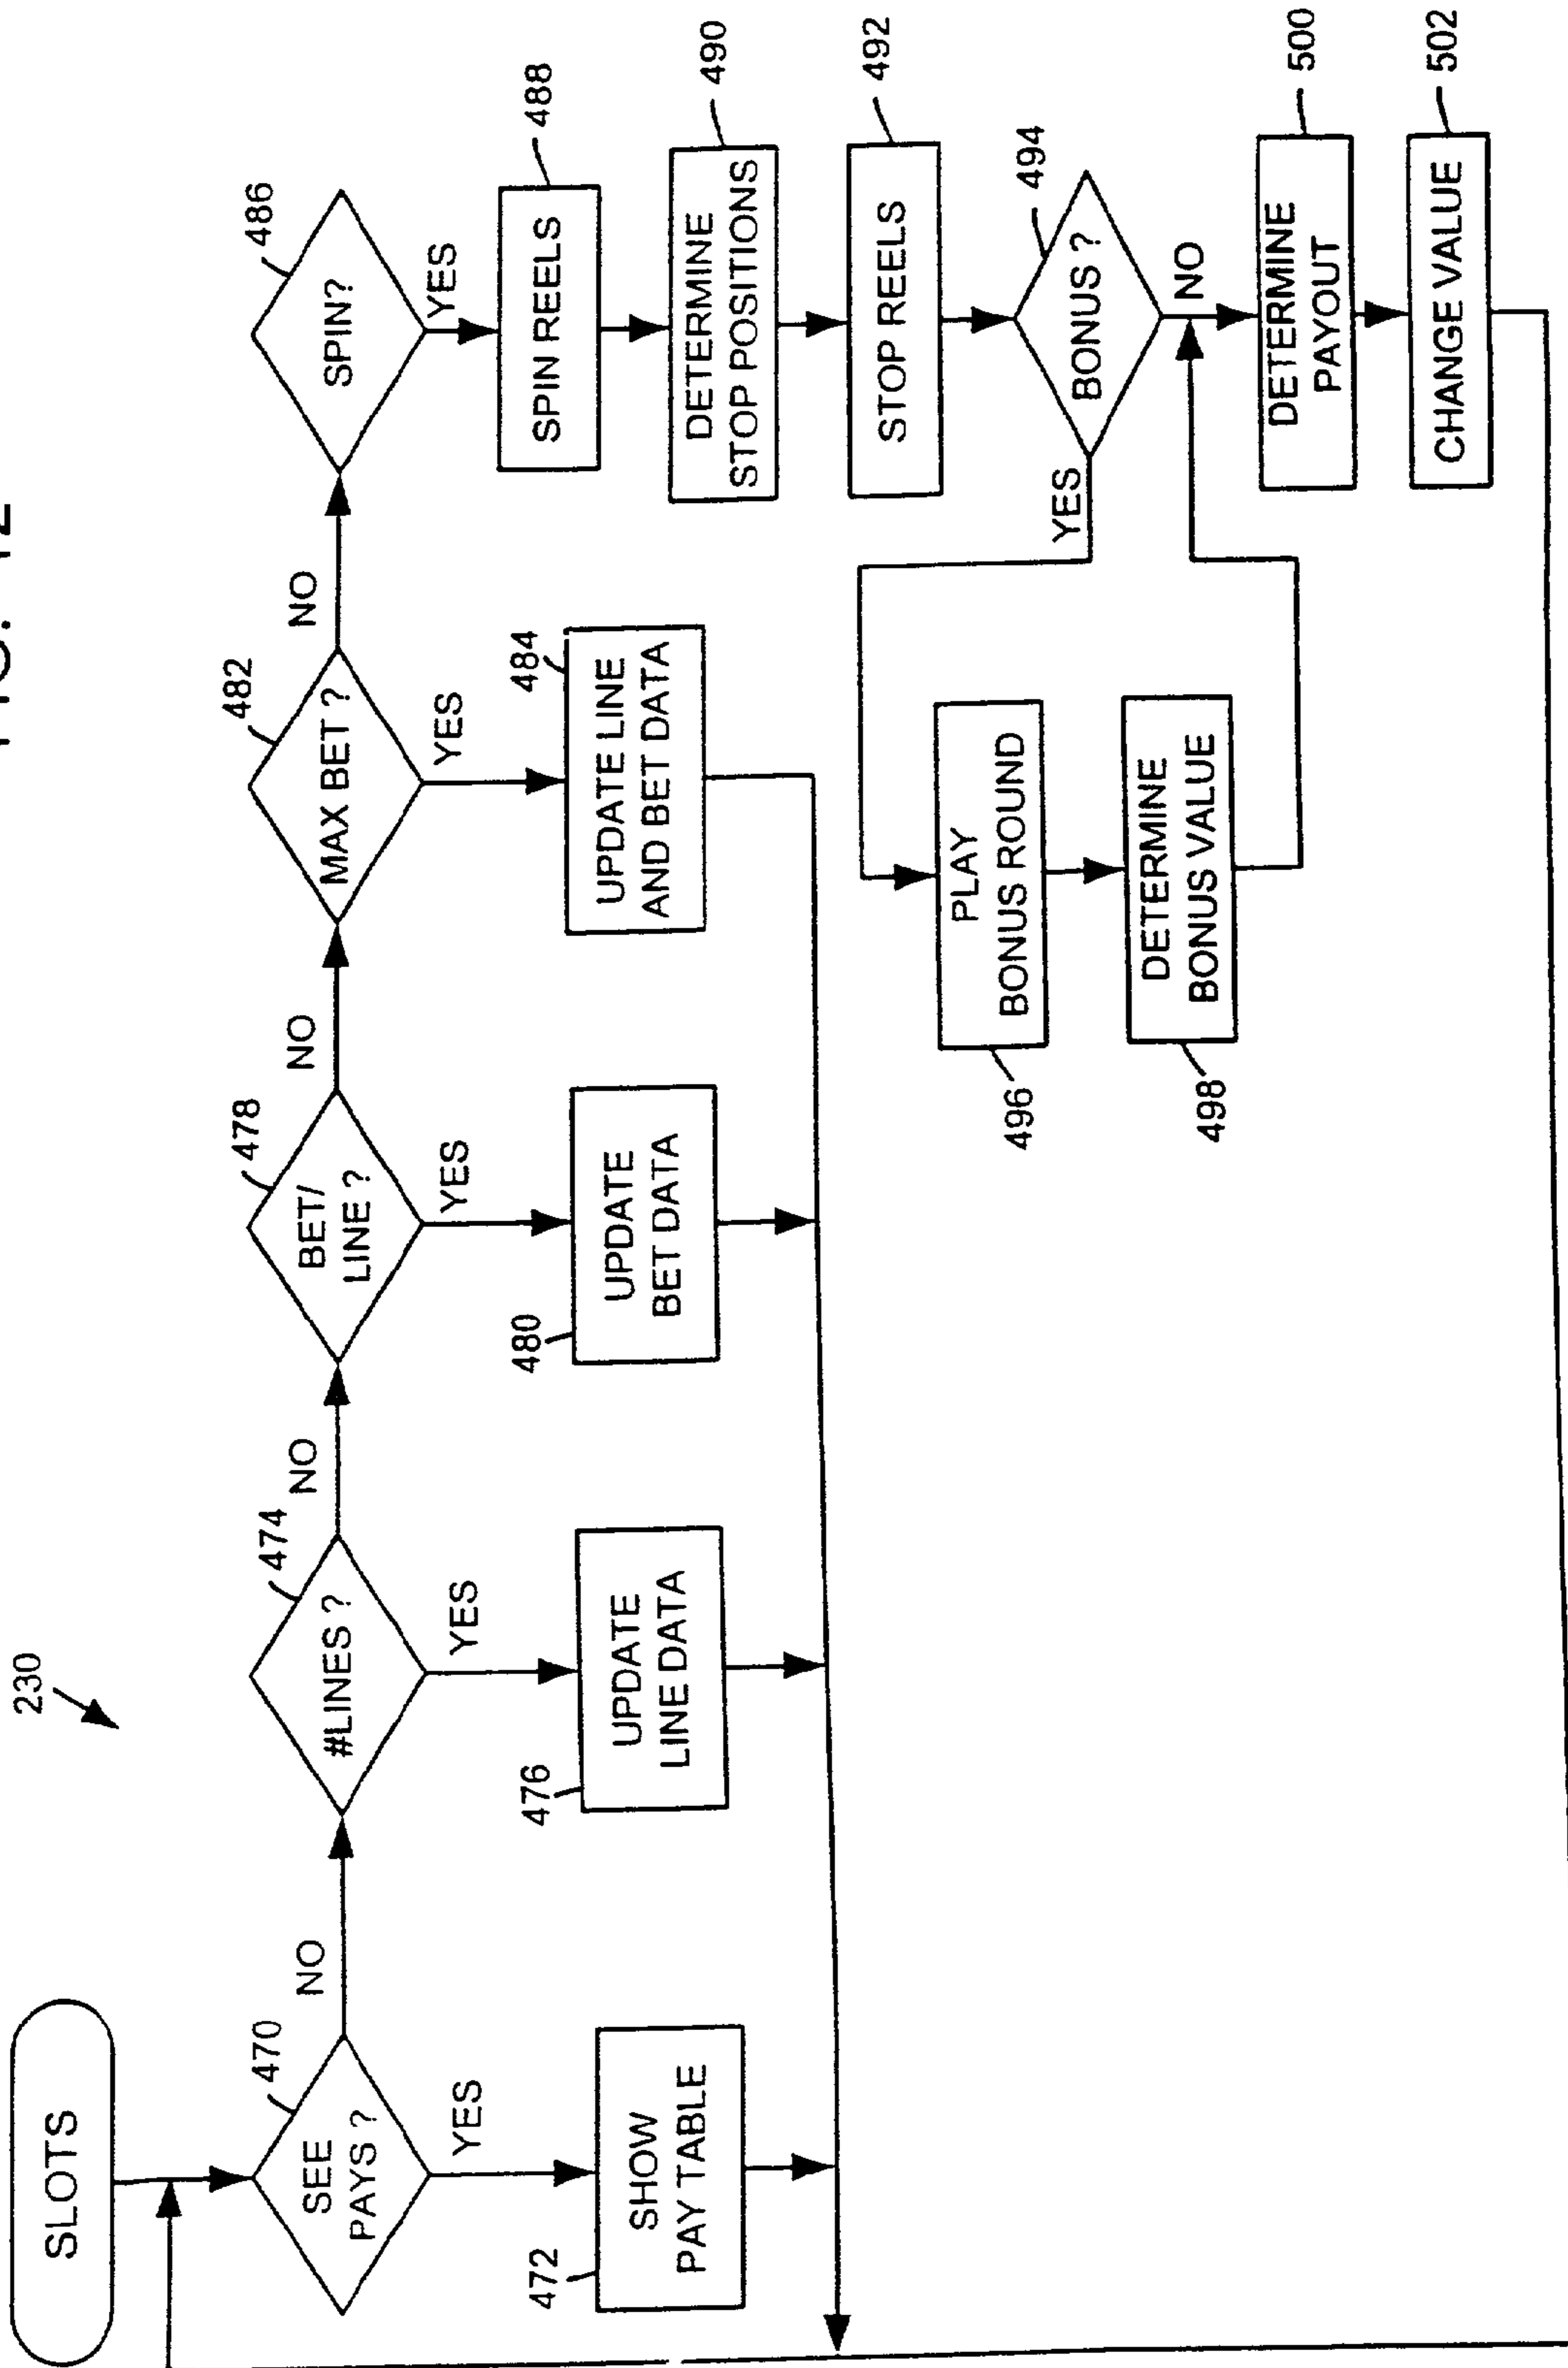 230
SLOTS
470
SEE
PAYS ?
NO
YES
472
SHOW
PAY TABLE
474
#LINES ?
NO
YES
476
UPDATE
LINE DATA
478
BET/
LINE ?
NO
YES
480
UPDATE
BET DATA
482
MAX BET ?
NO
YES
484
UPDATE LINE
AND BET DATA
486
SPIN?
YES
488
SPIN REELS
490
DETERMINE
STOP POSITIONS
492
STOP REELS
494
BONUS ?
YES
NO
496
PLAY
BONUS ROUND
498
DETERMINE
BONUS VALUE
500
DETERMINE
PAYOUT
502
CHANGE VALUE